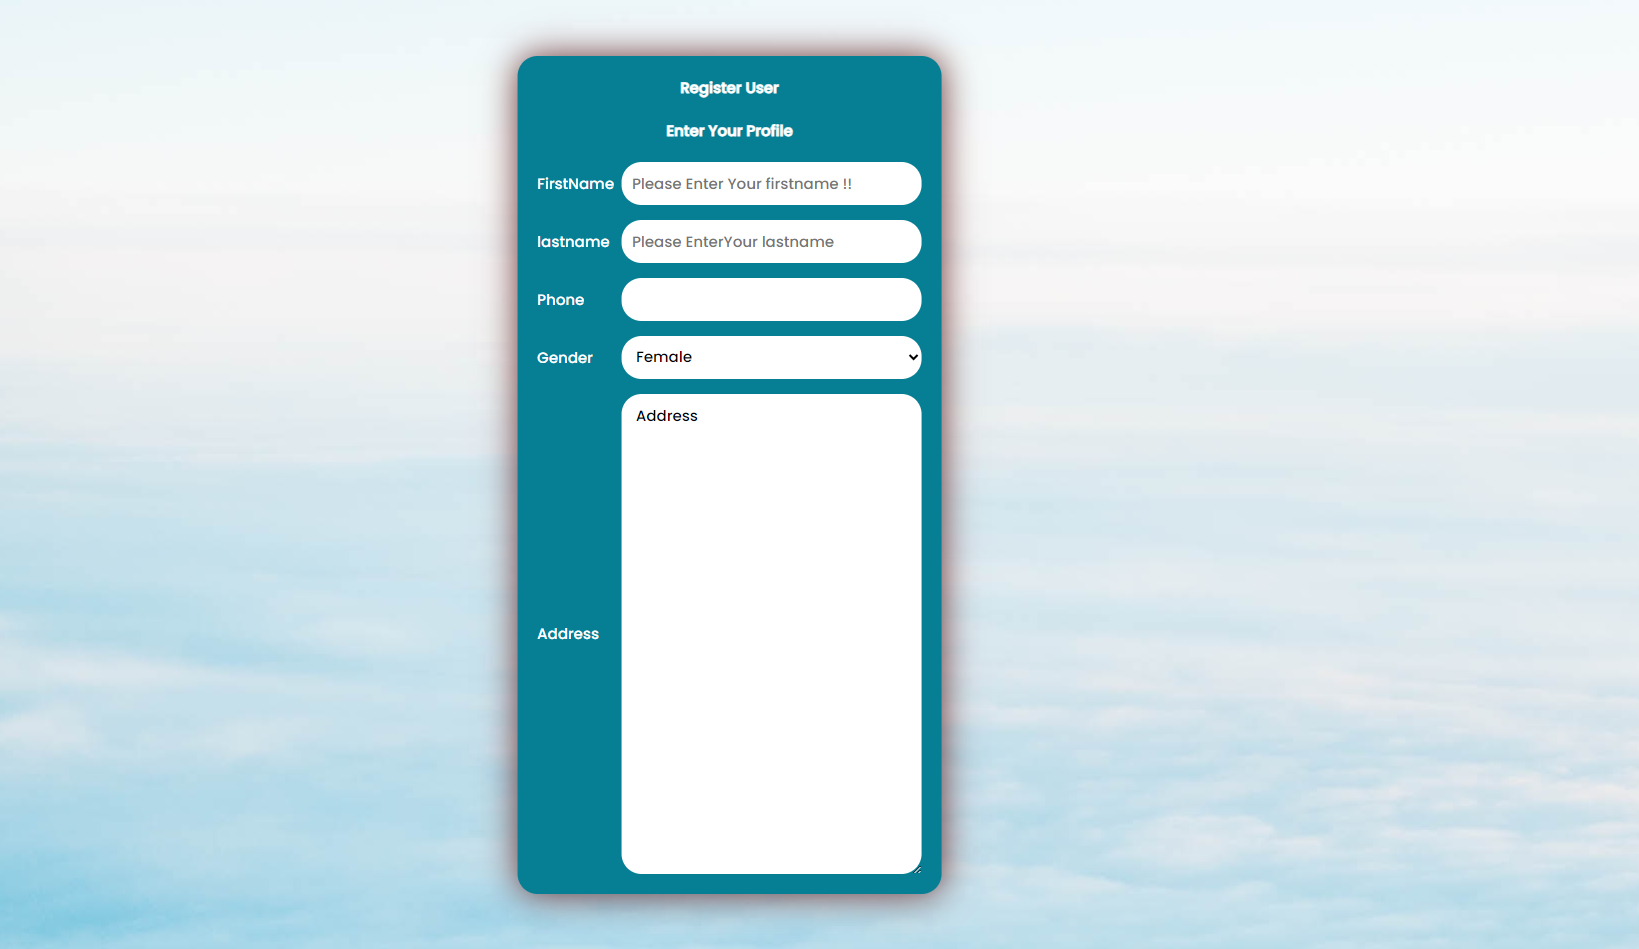 Register User
Enter Your Profile
FirstName Please Enter Your firstname !!
lastname Please EnterYour lastname
Phone
Gender Female
Address
Address